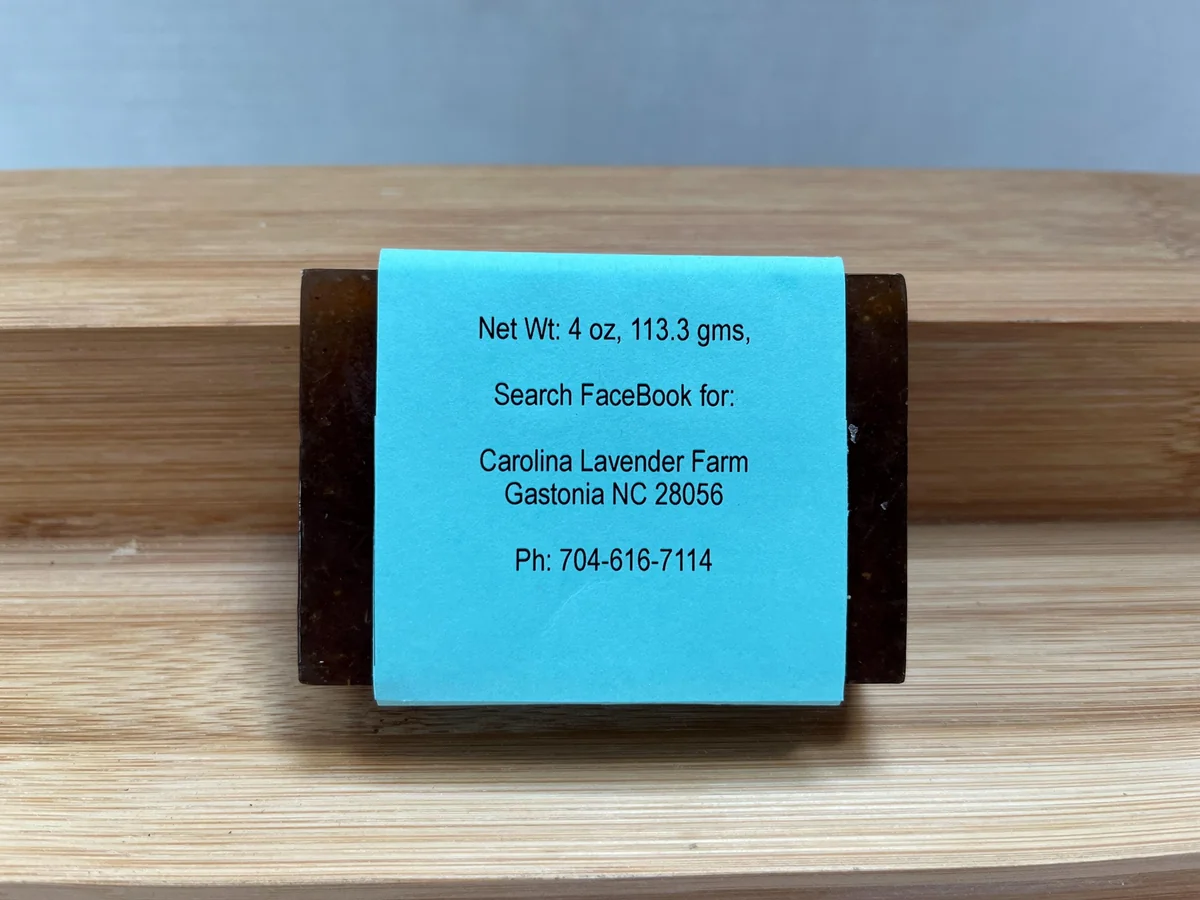 Net Wt: 4 oz, 113.3 gms,
Search FaceBook for:
Carolina Lavender Farm
Gastonia NC 28056
Ph: 704-616-7114